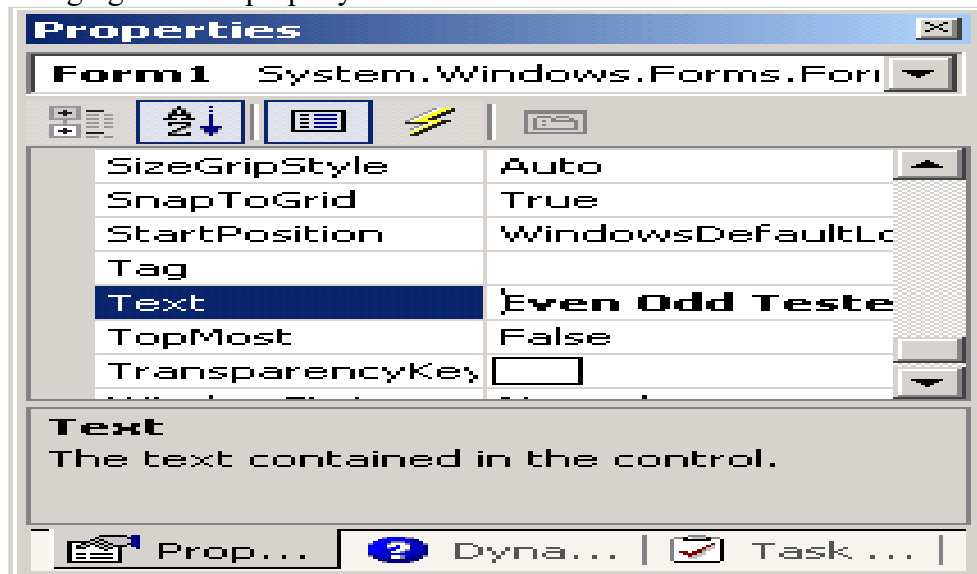 Properties
Form1 System.Windows.Forms.Fori
SizeGripStyle Auto
SnapToGrid True
StartPosition WindowsDefaultLo
Tag
Text Even Odd Teste
TopMost False
TransparencyKey
Text
The text contained in the control.
Prop... Dyna... Task ...